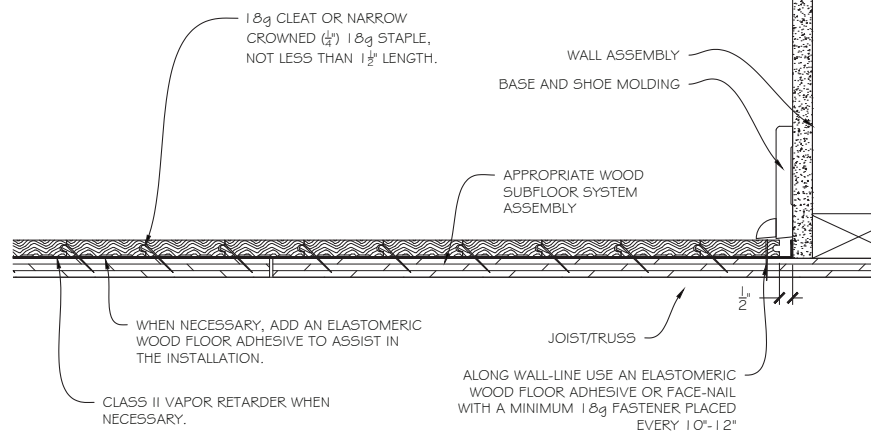 18g CLEAT OR NARROW
CROWNED (1/4") 18g STAPLE,
NOT LESS THAN 1 1/2" LENGTH.
WALL ASSEMBLY
BASE AND SHOE MOLDING
APPROPRIATE WOOD
SUBFLOOR SYSTEM
ASSEMBLY
1/2"
WHEN NECESSARY, ADD AN ELASTOMERIC
WOOD FLOOR ADHESIVE TO ASSIST IN
THE INSTALLATION.
JOIST/TRUSS
CLASS II VAPOR RETARDER WHEN
NECESSARY.
ALONG WALL-LINE USE AN ELASTOMERIC
WOOD FLOOR ADHESIVE OR FACE-NAIL
WITH A MINIMUM 18g FASTENER PLACED
EVERY 10"-12"